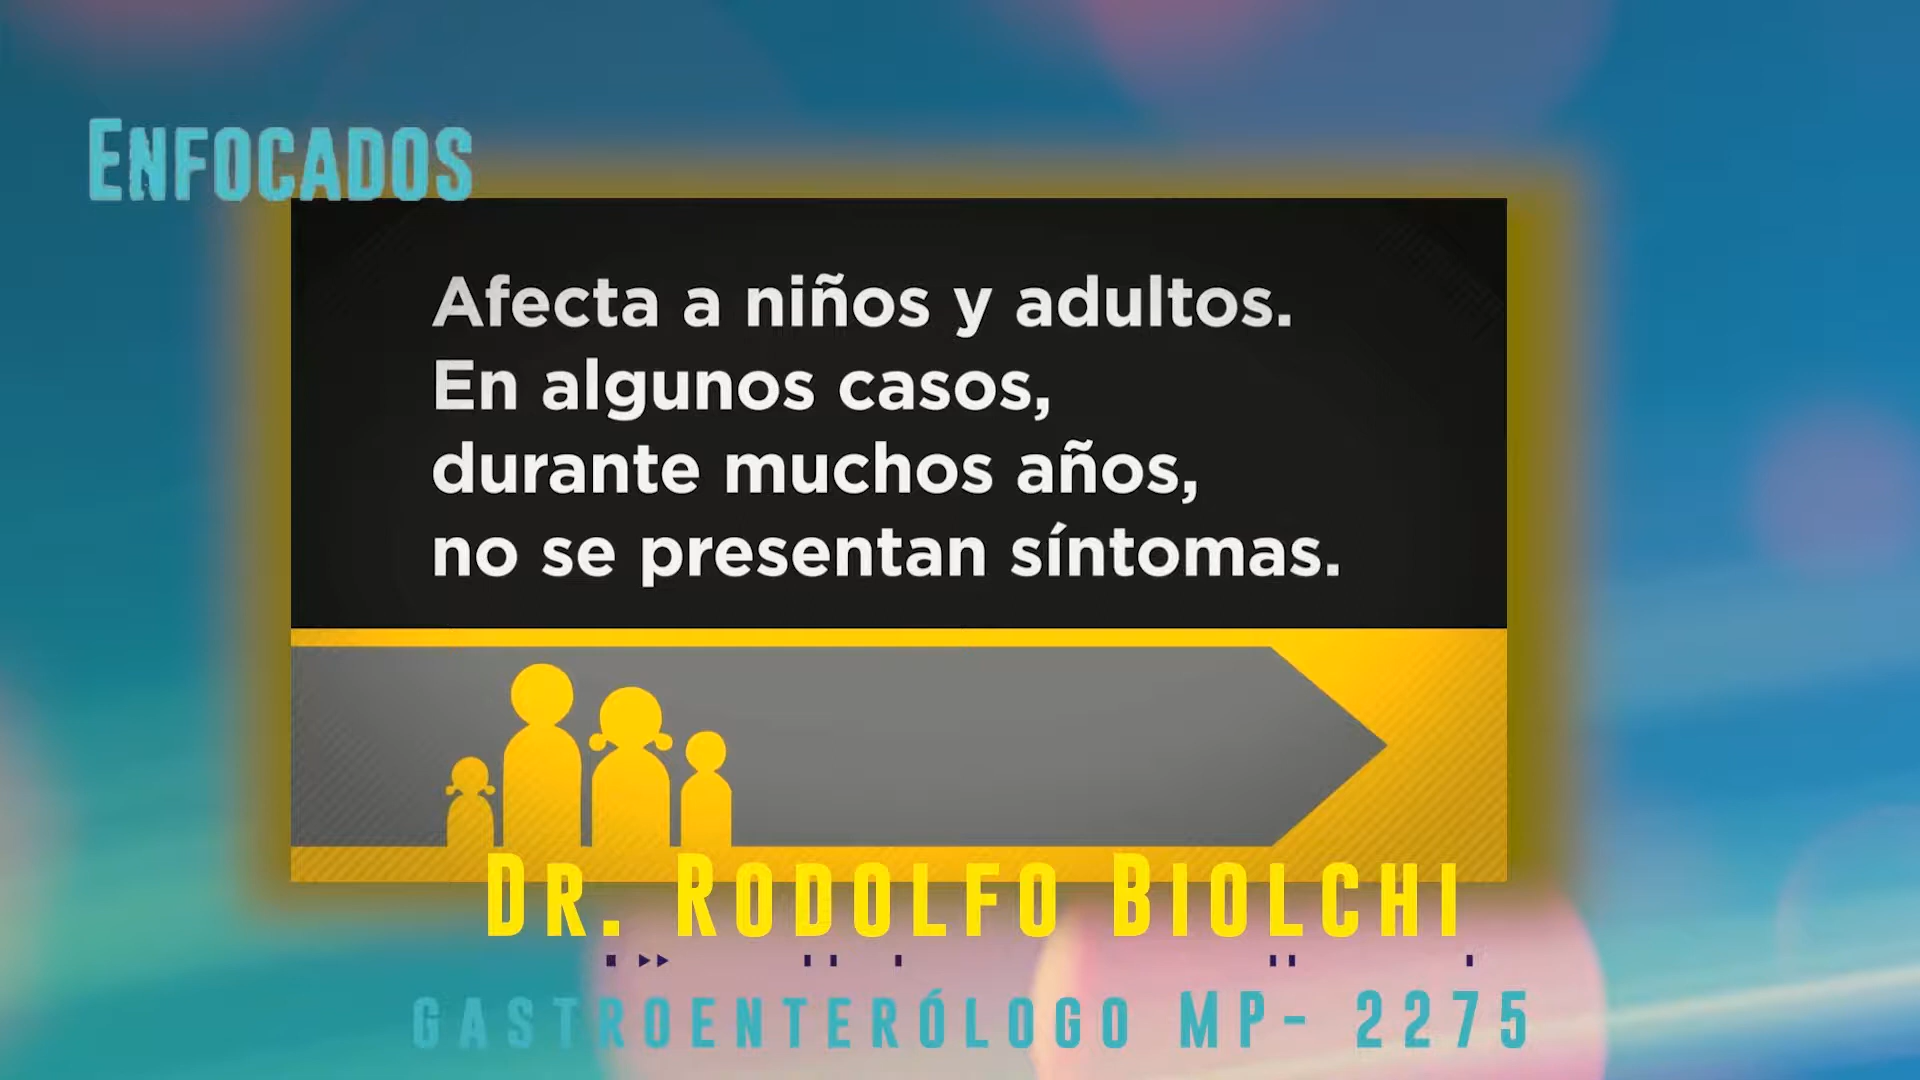 ENFOCADOS
Afecta a niños y adultos.
En algunos casos,
durante muchos años,
no se presentan síntomas.
DR. RODOLFO BIOLCHI
GASTROENTERÓLOGO MP- 2275